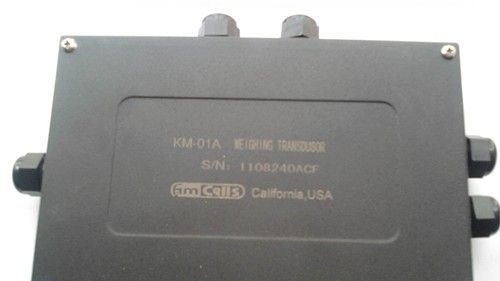 KM-01A WEIGHING TRANSDUSOR
S/N: 1108240ACF
AmCells California,USA